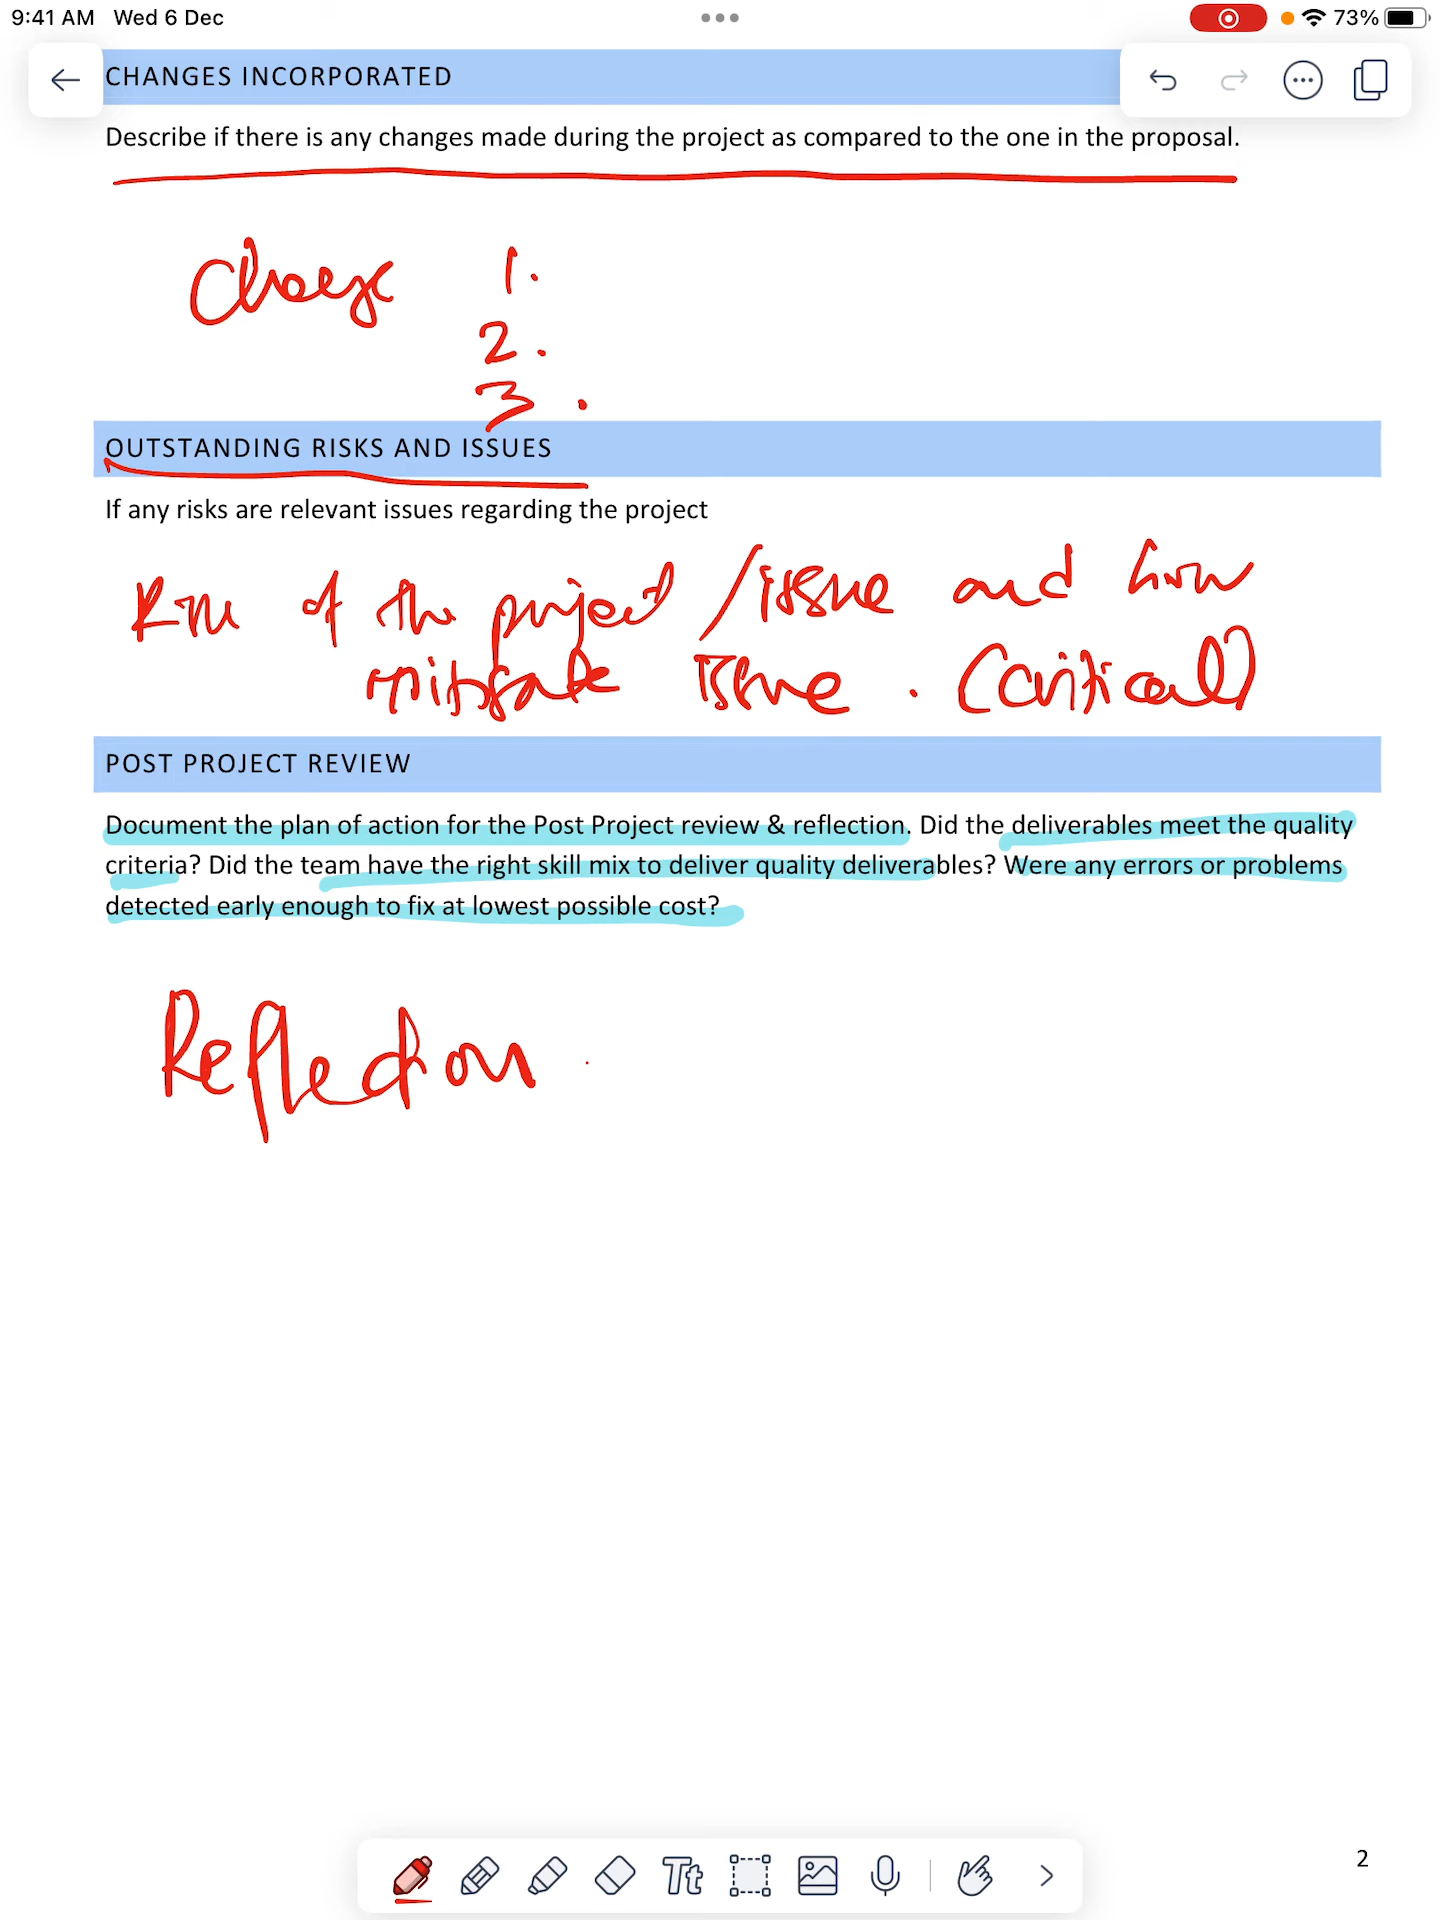 9:41 AM Wed 6 Dec
73%
CHANGES INCORPORATED
Describe if there is any changes made during the project as compared to the one in the proposal.
Change 1.
2.
3.
OUTSTANDING RISKS AND ISSUES
If any risks are relevant issues regarding the project
of the project / issue and how
mitigate issue. (critical)
POST PROJECT REVIEW
Document the plan of action for the Post Project review & reflection. Did the deliverables meet the quality
criteria? Did the team have the right skill mix to deliver quality deliverables? Were any errors or problems
detected early enough to fix at lowest possible cost?
Reflection.
2
Tt